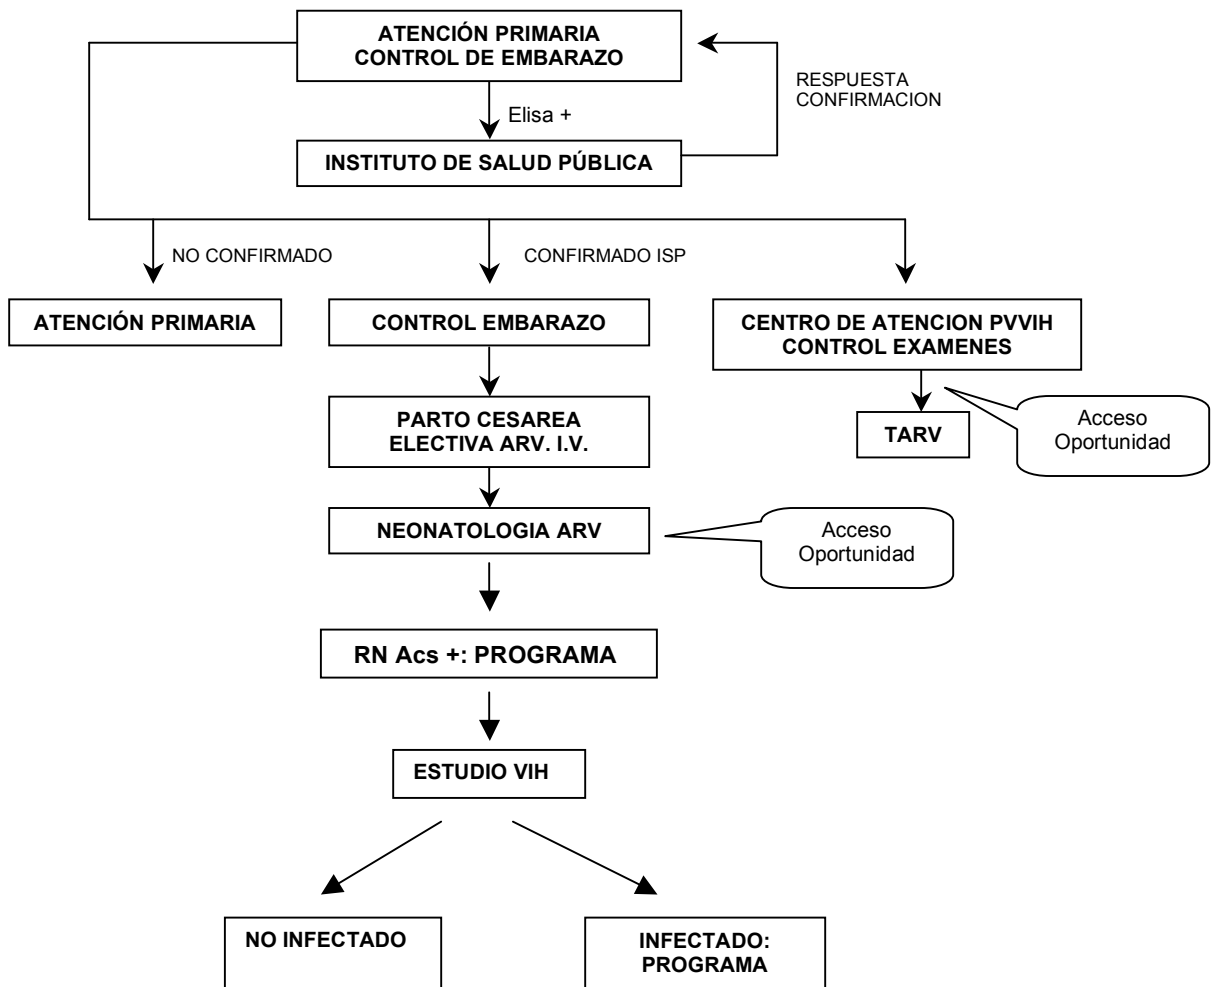 ATENCIÓN PRIMARIA
CONTROL DE EMBARAZO
RESPUESTA
CONFIRMACION
Elisa +
INSTITUTO DE SALUD PÚBLICA
NO CONFIRMADO
CONFIRMADO ISP
ATENCIÓN PRIMARIA
CONTROL EMBARAZO
CENTRO DE ATENCION PVVIH
CONTROL EXAMENES
PARTO CESAREA
ELECTIVA ARV. I.V.
TARV
Acceso
Oportunidad
NEONATOLOGIA ARV
Acceso
Oportunidad
RN Acs +: PROGRAMA
ESTUDIO VIH
NO INFECTADO
INFECTADO:
PROGRAMA